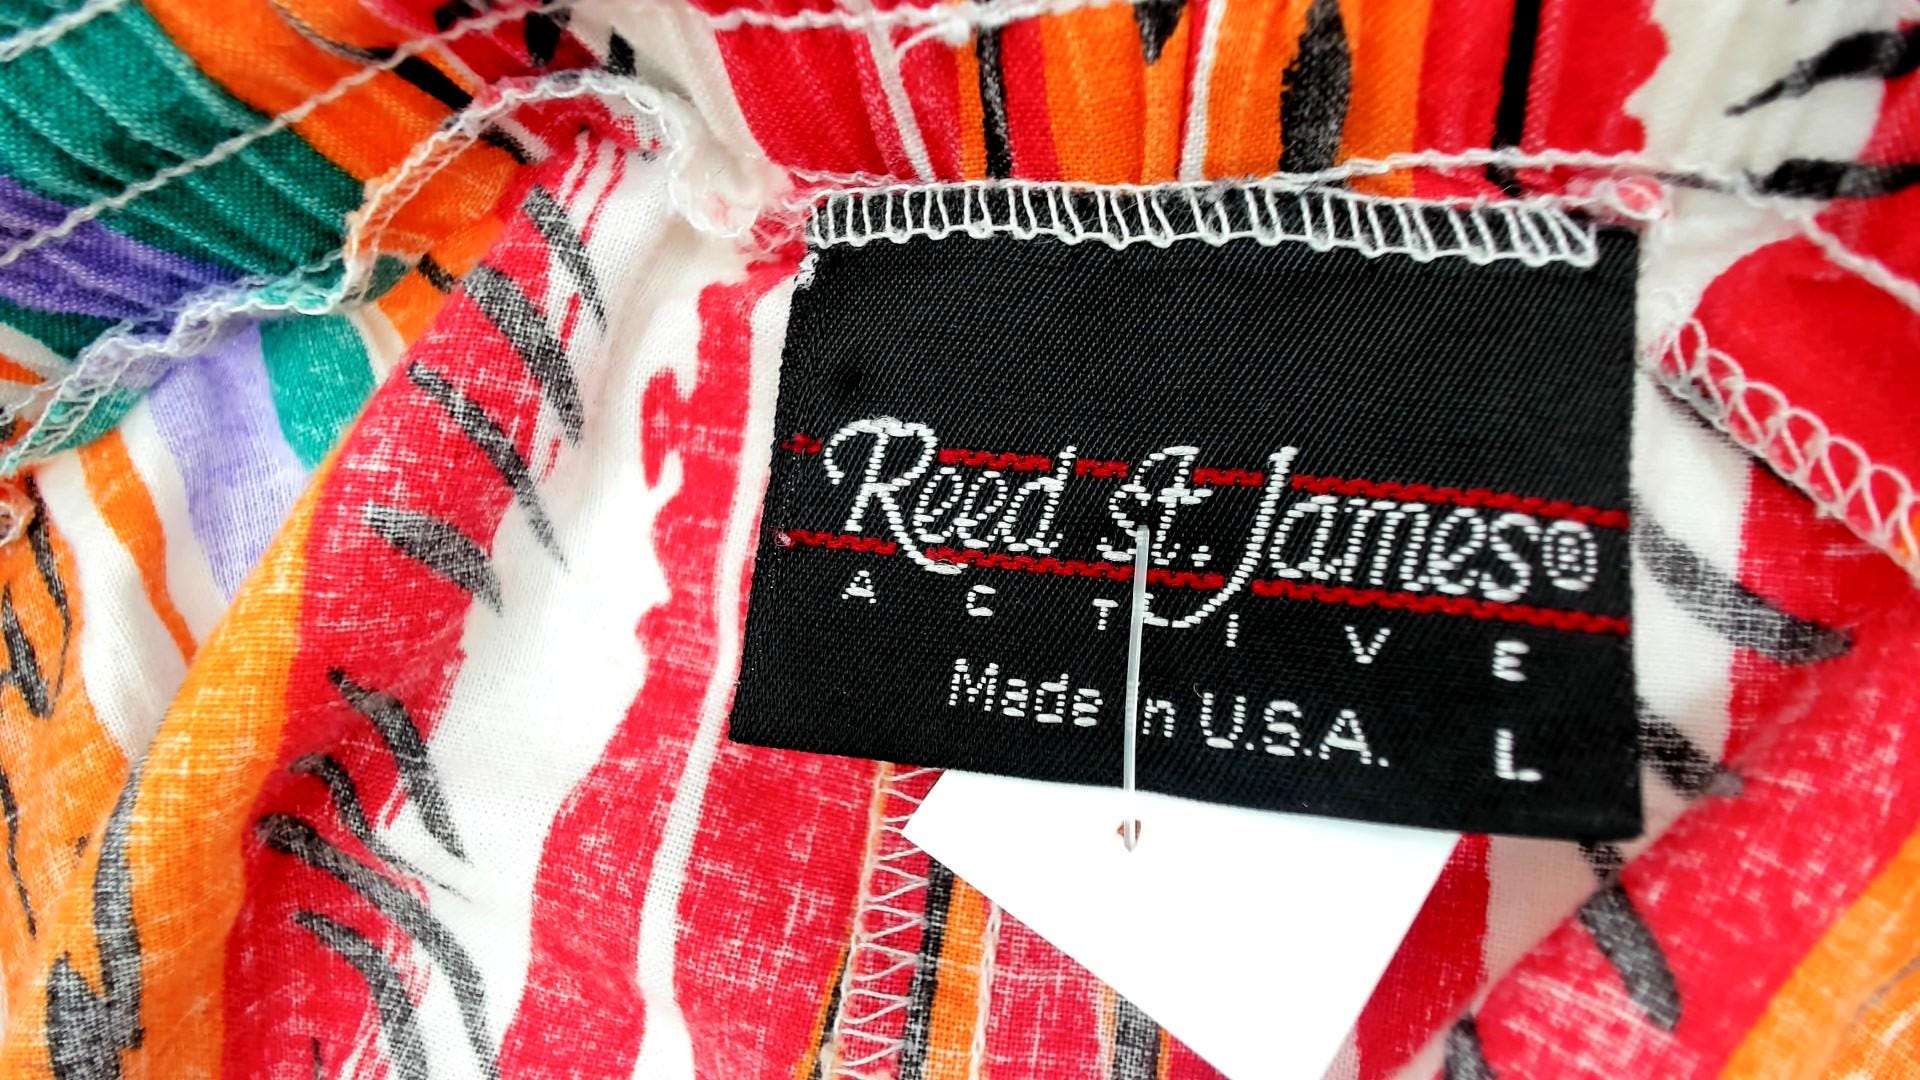 Reed St. James®
ACTIVE
Made in U.S.A.
L